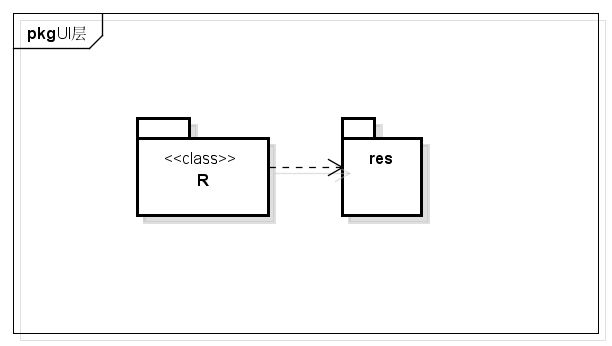 pkgUI层
<<class>>
R
res